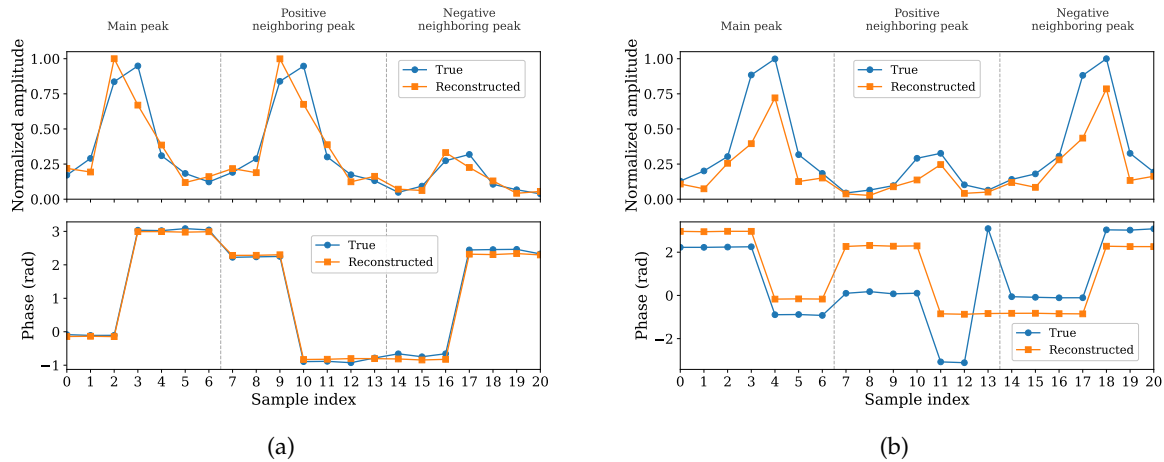 Main peak
Positive
neighboring peak
Negative
neighboring peak
Normalized amplitude
1.00
0.75
0.50
0.25
0.00
True
Reconstructed
Phase (rad)
3
2
1
0
−1
True
Reconstructed
0 1 2 3 4 5 6 7 8 9 10 11 12 13 14 15 16 17 18 19 20
Sample index
(a)
Main peak
Positive
neighboring peak
Negative
neighboring peak
Normalized amplitude
1.00
0.75
0.50
0.25
0.00
True
Reconstructed
Phase (rad)
2
0
−2
True
Reconstructed
0 1 2 3 4 5 6 7 8 9 10 11 12 13 14 15 16 17 18 19 20
Sample index
(b)